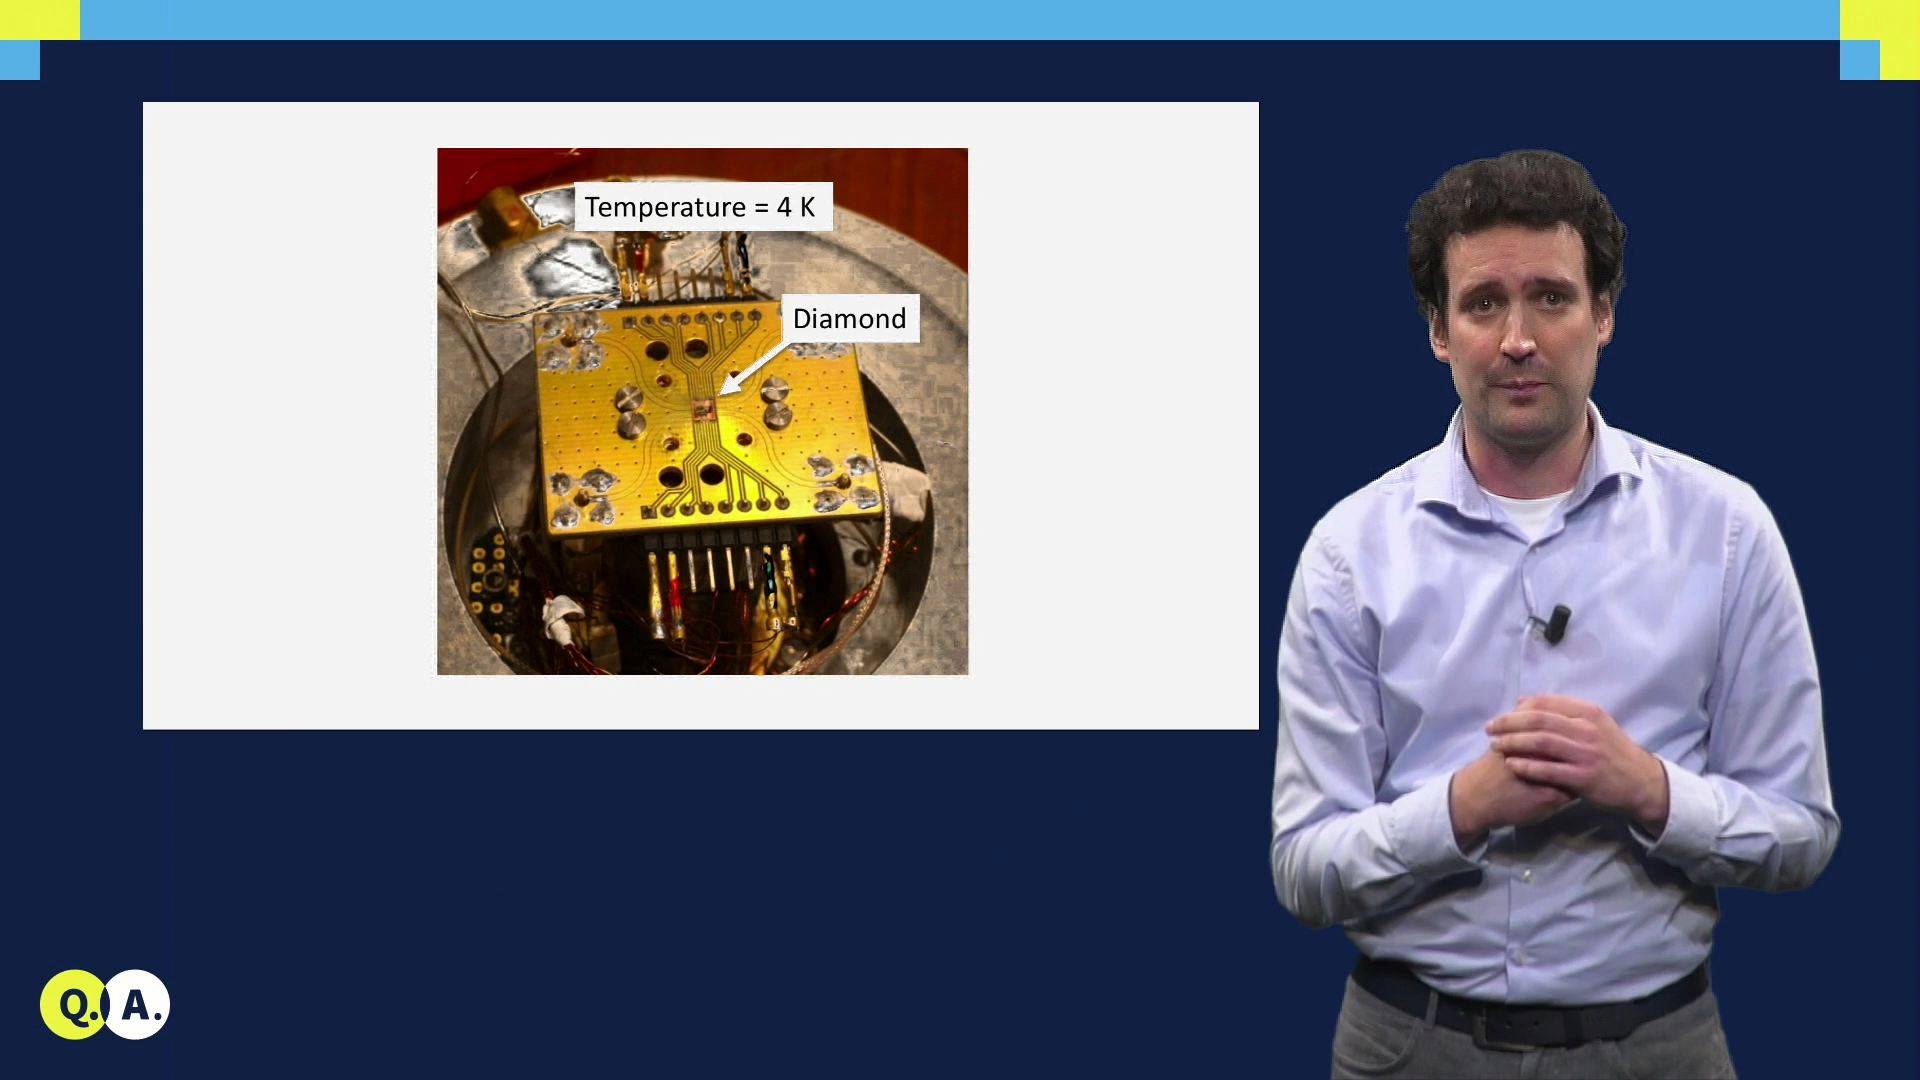 Temperature = 4 K
Diamond
Q. A.